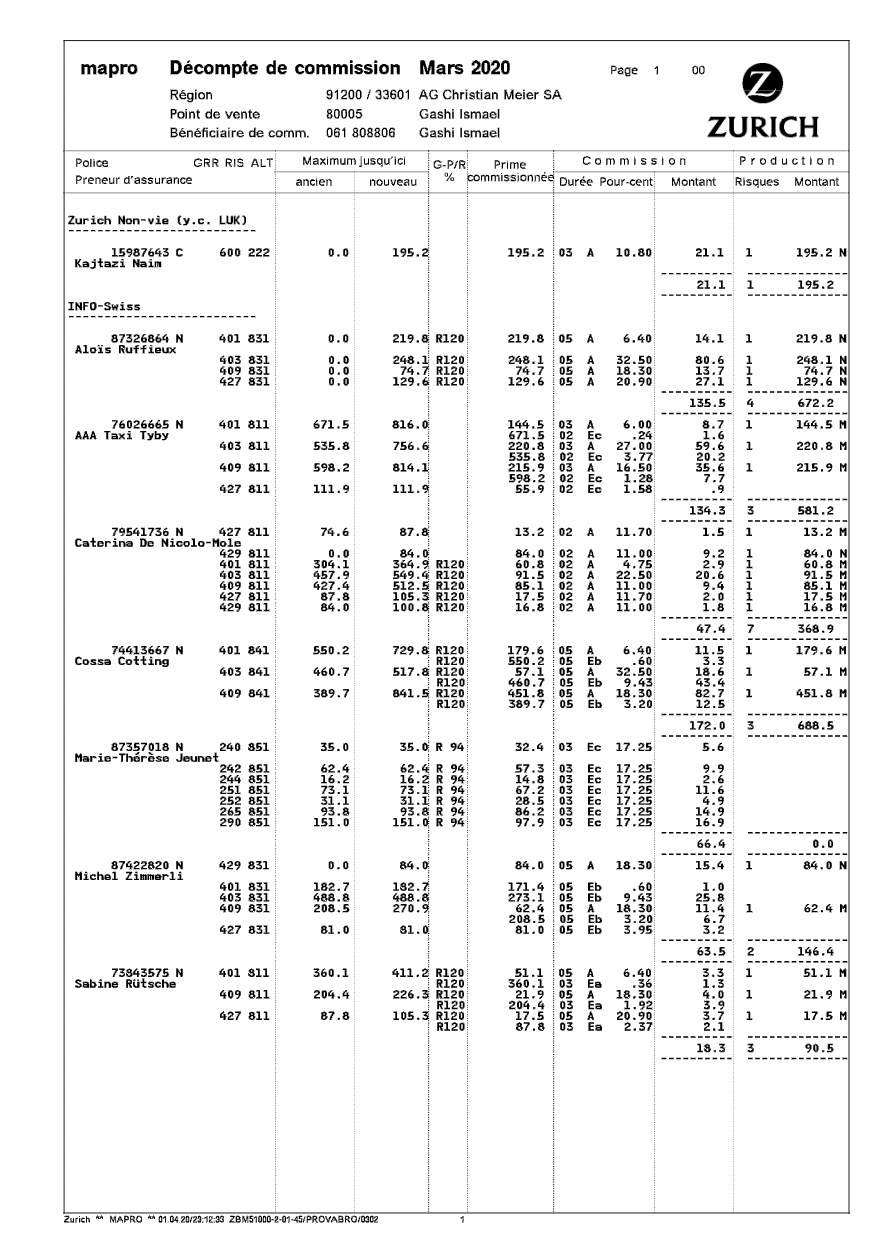 mapro Décompte de commission Mars 2020 Page 1 00
Région 91200 / 33601 AG Christian Meier SA
Point de vente 80005 Gashi Ismael
Bénéficiaire de comm. 061 808806 Gashi Ismael
Z ZURICH
Police GRR RIS ALT Maximum jusqu'ici G-P/R Prime Commission Production
Preneur d'assurance ancien nouveau % commissionnée Durée Pour-cent Montant Risques Montant
Zurich Non-vie (y.c. LUK)
--------------------------
15987643 C 600 222 0.0 195.2 195.2 03 A 10.80 21.1 1 195.2 N
Kajtazi Naim
21.1 1 195.2
INFO-Swiss
--------------------------
87326864 N 401 831 0.0 219.8 R120 219.8 05 A 6.40 14.1 1 219.8 N
Aloïs Ruffieux
403 831 0.0 248.1 R120 248.1 05 A 32.50 80.6 1 248.1 N
409 831 0.0 74.7 R120 74.7 05 A 18.30 13.7 1 74.7 N
427 831 0.0 129.6 R120 129.6 05 A 20.90 27.1 1 129.6 N
135.5 4 672.2
76026665 N 401 811 671.5 816.0 144.5 03 A 6.00 8.7 1 144.5 M
AAA Taxi Tyby 671.5 02 Ec .24 1.6
403 811 535.8 756.6 220.8 03 A 27.00 59.6 1 220.8 M
535.8 02 Ec 3.77 20.2
409 811 598.2 814.1 215.9 03 A 16.50 35.6 1 215.9 M
598.2 02 Ec 1.28 7.7
427 811 111.9 111.9 55.9 02 Ec 1.58 .9
134.3 3 581.2
79541736 N 427 811 74.6 87.8 13.2 02 A 11.70 1.5 1 13.2 M
Caterina De Nicolo-Mole
429 811 0.0 84.0 84.0 02 A 11.00 9.2 1 84.0 N
401 811 304.1 364.9 R120 60.8 02 A 4.75 2.9 1 60.8 M
403 811 457.9 549.4 R120 91.5 02 A 22.50 20.6 1 91.5 M
409 811 427.4 512.5 R120 85.1 02 A 11.00 9.4 1 85.1 M
427 811 87.8 105.3 R120 17.5 02 A 11.70 2.0 1 17.5 M
429 811 84.0 100.8 R120 16.8 02 A 11.00 1.8 1 16.8 M
47.4 7 368.9
74413667 N 401 841 550.2 729.8 R120 179.6 05 A 6.40 11.5 1 179.6 M
Cossa Cotting R120 550.2 05 Eb .60 3.3
403 841 460.7 517.8 R120 57.1 05 A 32.50 18.6 1 57.1 M
R120 460.7 05 Eb 9.43 43.4
409 841 389.7 841.5 R120 451.8 05 A 18.30 82.7 1 451.8 M
R120 389.7 05 Eb 3.20 12.5
172.0 3 688.5
87357018 N 240 851 35.0 35.0 R 94 32.4 03 Ec 17.25 5.6
Marie-Thérèse Jeunet
242 851 62.4 62.4 R 94 57.3 03 Ec 17.25 9.9
244 851 16.2 16.2 R 94 14.8 03 Ec 17.25 2.6
251 851 73.1 73.1 R 94 67.2 03 Ec 17.25 11.6
252 851 31.1 31.1 R 94 28.5 03 Ec 17.25 4.9
265 851 93.8 93.8 R 94 86.2 03 Ec 17.25 14.9
290 851 151.0 151.0 R 94 97.9 03 Ec 17.25 16.9
66.4 0.0
87422820 N 429 831 0.0 84.0 84.0 05 A 18.30 15.4 1 84.0 N
Michel Zimmerli
401 831 182.7 182.7 171.4 05 Eb .60 1.0
403 831 488.8 488.8 273.1 05 Eb 9.43 25.8
409 831 208.5 270.9 62.4 05 A 18.30 11.4 1 62.4 M
208.5 05 Eb 3.20 6.7
427 831 81.0 81.0 81.0 05 Eb 3.95 3.2
63.5 2 146.4
73843575 N 401 811 360.1 411.2 R120 51.1 05 A 6.40 3.3 1 51.1 M
Sabine Rütsche R120 360.1 03 Ea .36 1.3
409 811 204.4 226.3 R120 21.9 05 A 18.30 4.0 1 21.9 M
R120 204.4 03 Ea 1.92 3.9
427 811 87.8 105.3 R120 17.5 05 A 20.90 3.7 1 17.5 M
R120 87.8 03 Ea 2.37 2.1
18.3 3 90.5
Zurich ** MAPRO ** 01.04.20/23:12:33 ZBM51000-2-01-45/PROVABRO/0302 1